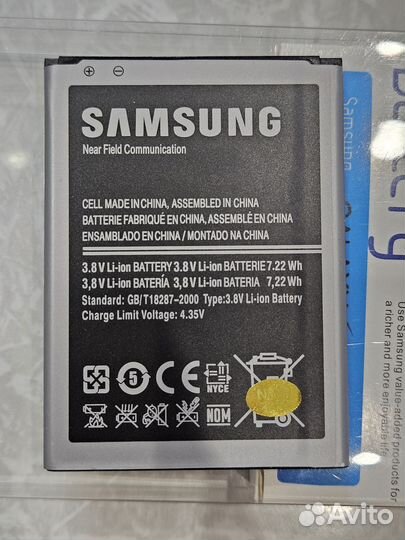 SAMSUNG
Near Field Communication
CELL MADE IN CHINA, ASSEMBLED IN CHINA
BATTERIE FABRIQUÉ EN CHINA, ASSEMBLÉ EN CHINA
ENSAMBLADO EN CHINA / MONTADO NA CHINA
3.8 V Li-ion BATTERY 3.8 V Li-ion BATTERIE 7.22 Wh
3,8 V Li-ion BATERÍA 3,8 V Li-ion BATERIA 7,22 Wh
Standard: GB/T18287-2000 Type:3.8V Li-ion Battery
Charge Limit Voltage: 4.35V
5
NYCE
NOM
Battery
Samsung
Use Samsung value-added products for
a richer and more enjoyable life.
Avito